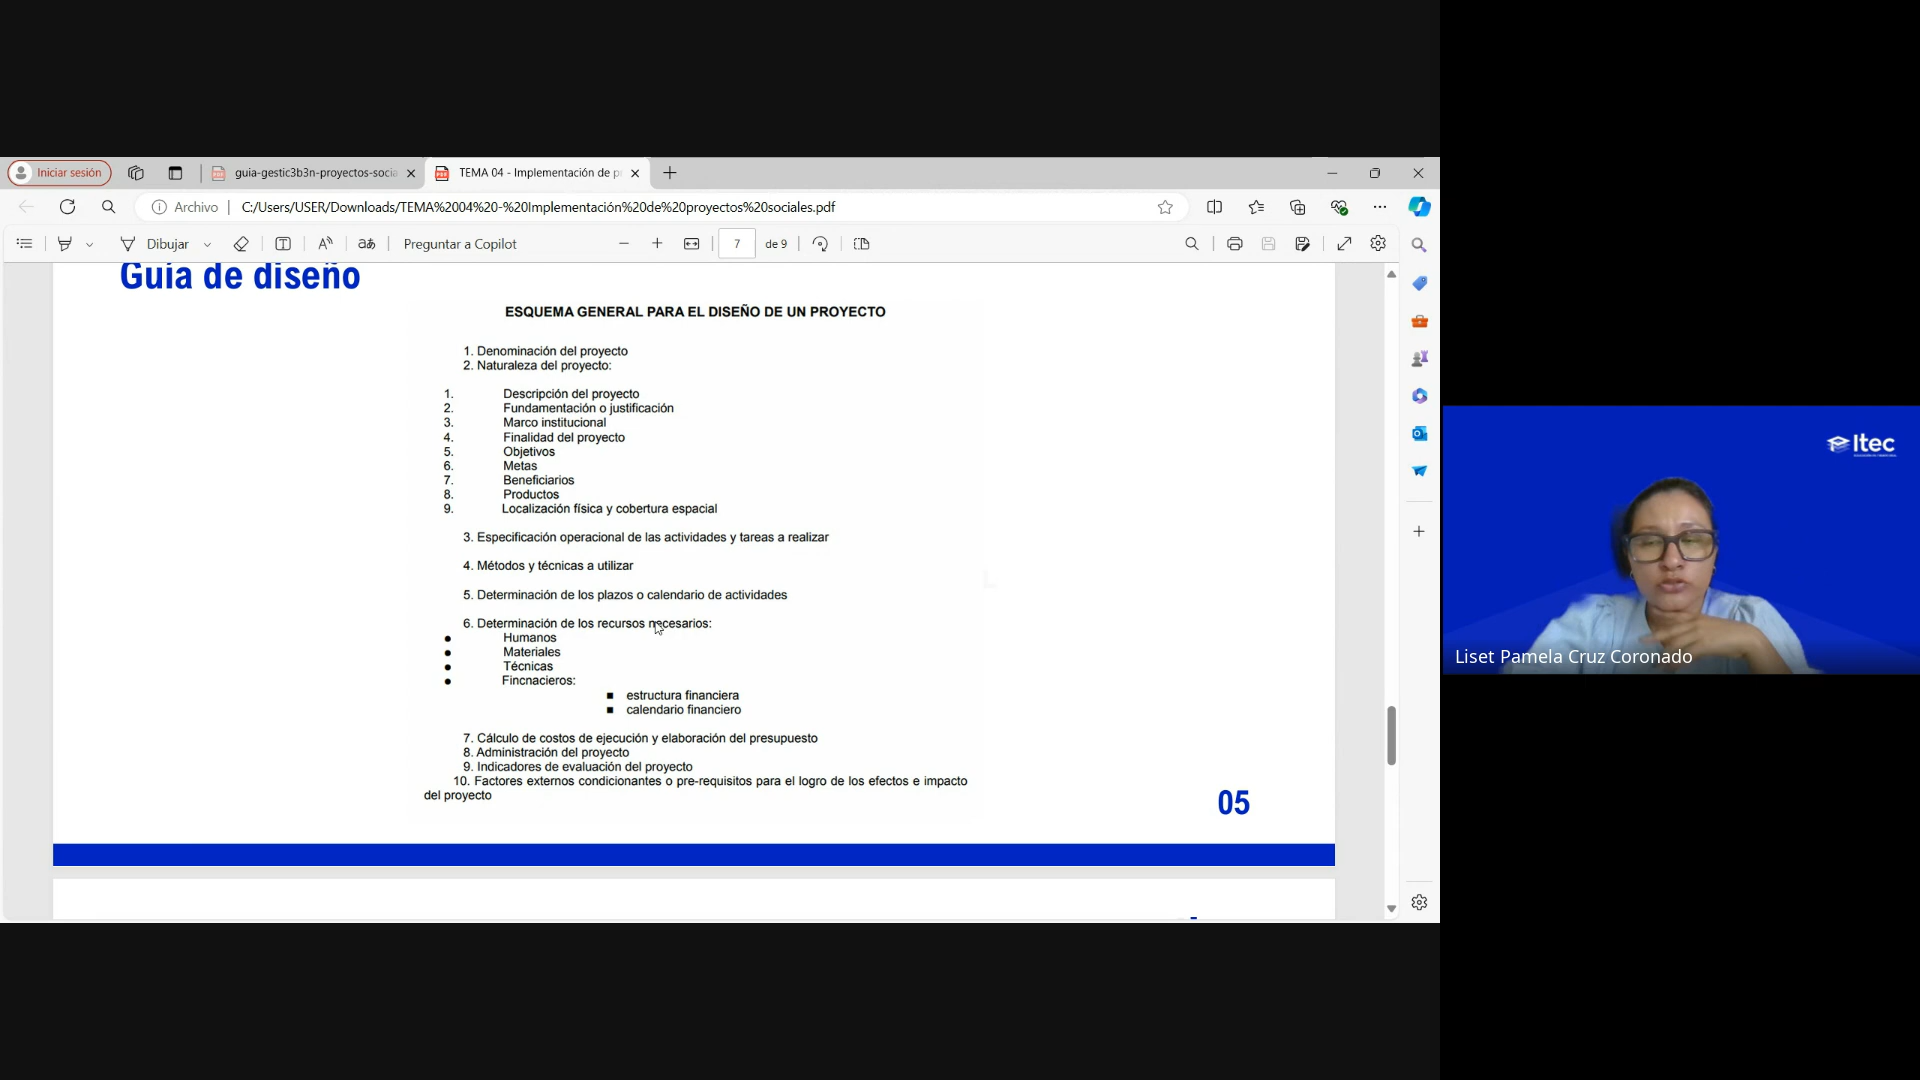 Iniciar sesión
guia-gestic3b3n-proyectos-socia
TEMA 04 - Implementación de p
Archivo
C:/Users/USER/Downloads/TEMA%2004%20-%20Implementación%20de%20proyectos%20sociales.pdf
Dibujar
Preguntar a Copilot
7
de 9
Guía de diseño
ESQUEMA GENERAL PARA EL DISEÑO DE UN PROYECTO
1. Denominación del proyecto
2. Naturaleza del proyecto:
1. Descripción del proyecto
2. Fundamentación o justificación
3. Marco institucional
4. Finalidad del proyecto
5. Objetivos
6. Metas
7. Beneficiarios
8. Productos
9. Localización física y cobertura espacial
3. Especificación operacional de las actividades y tareas a realizar
4. Métodos y técnicas a utilizar
5. Determinación de los plazos o calendario de actividades
6. Determinación de los recursos necesarios:
● Humanos
● Materiales
● Técnicas
● Fincnacieros:
■ estructura financiera
■ calendario financiero
7. Cálculo de costos de ejecución y elaboración del presupuesto
8. Administración del proyecto
9. Indicadores de evaluación del proyecto
10. Factores externos condicionantes o pre-requisitos para el logro de los efectos e impacto
del proyecto
05
Itec
Liset Pamela Cruz Coronado